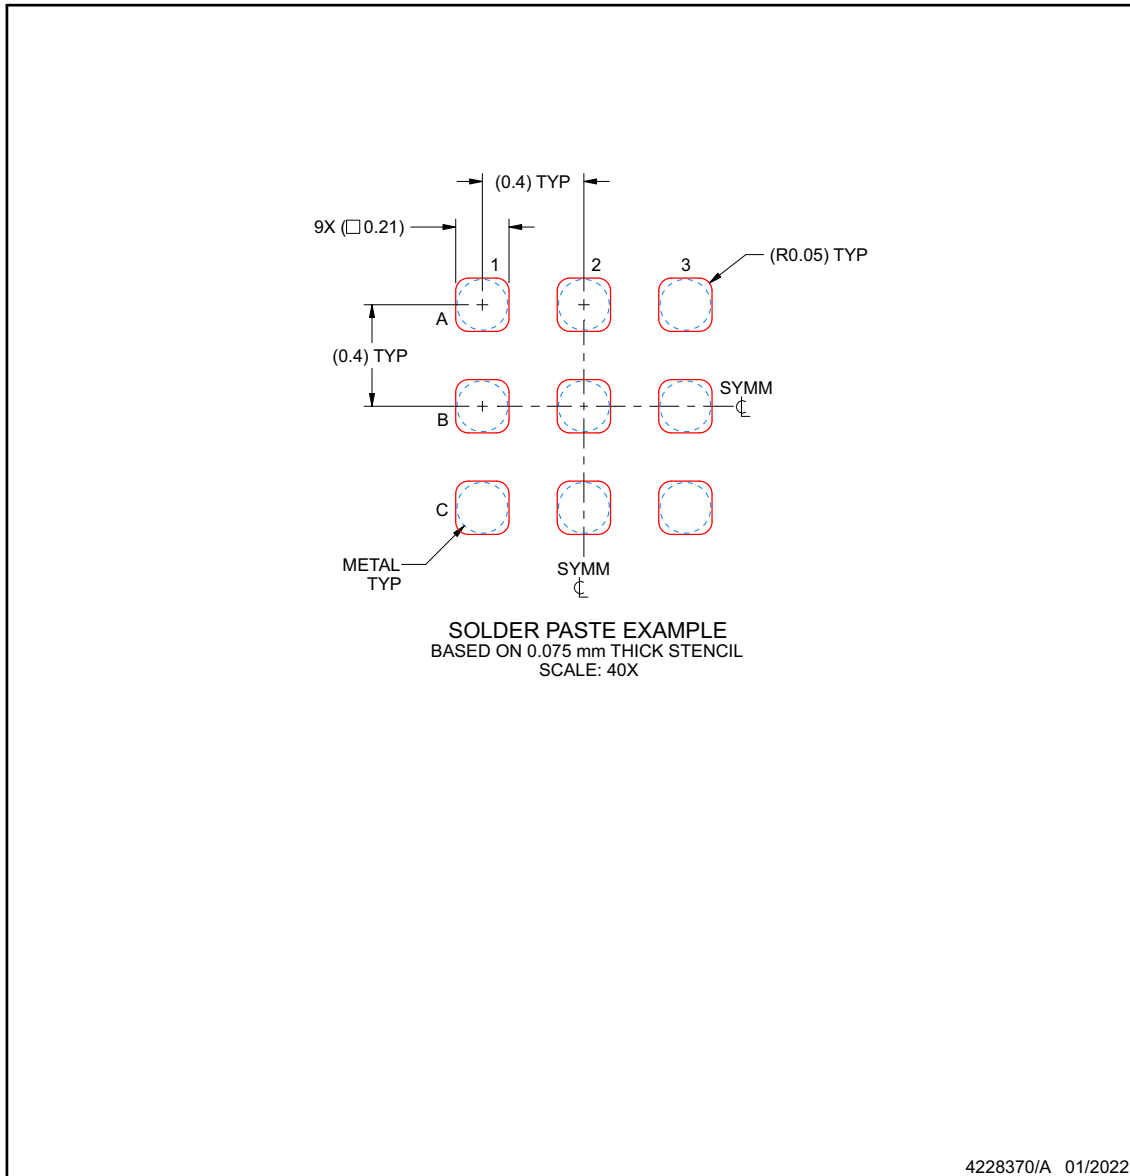 (0.4) TYP
9X (□0.21)
(R0.05) TYP
1
2
3
A
(0.4) TYP
SYMM
℄
B
C
METAL
TYP
SYMM
℄
SOLDER PASTE EXAMPLE
BASED ON 0.075 mm THICK STENCIL
SCALE: 40X
4228370/A 01/2022